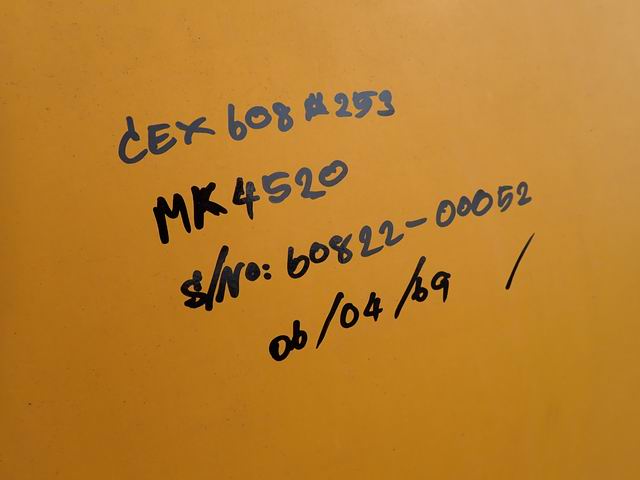 CEX 608 #253
MK4520
S/No: 60822-00052
06/04/69 /